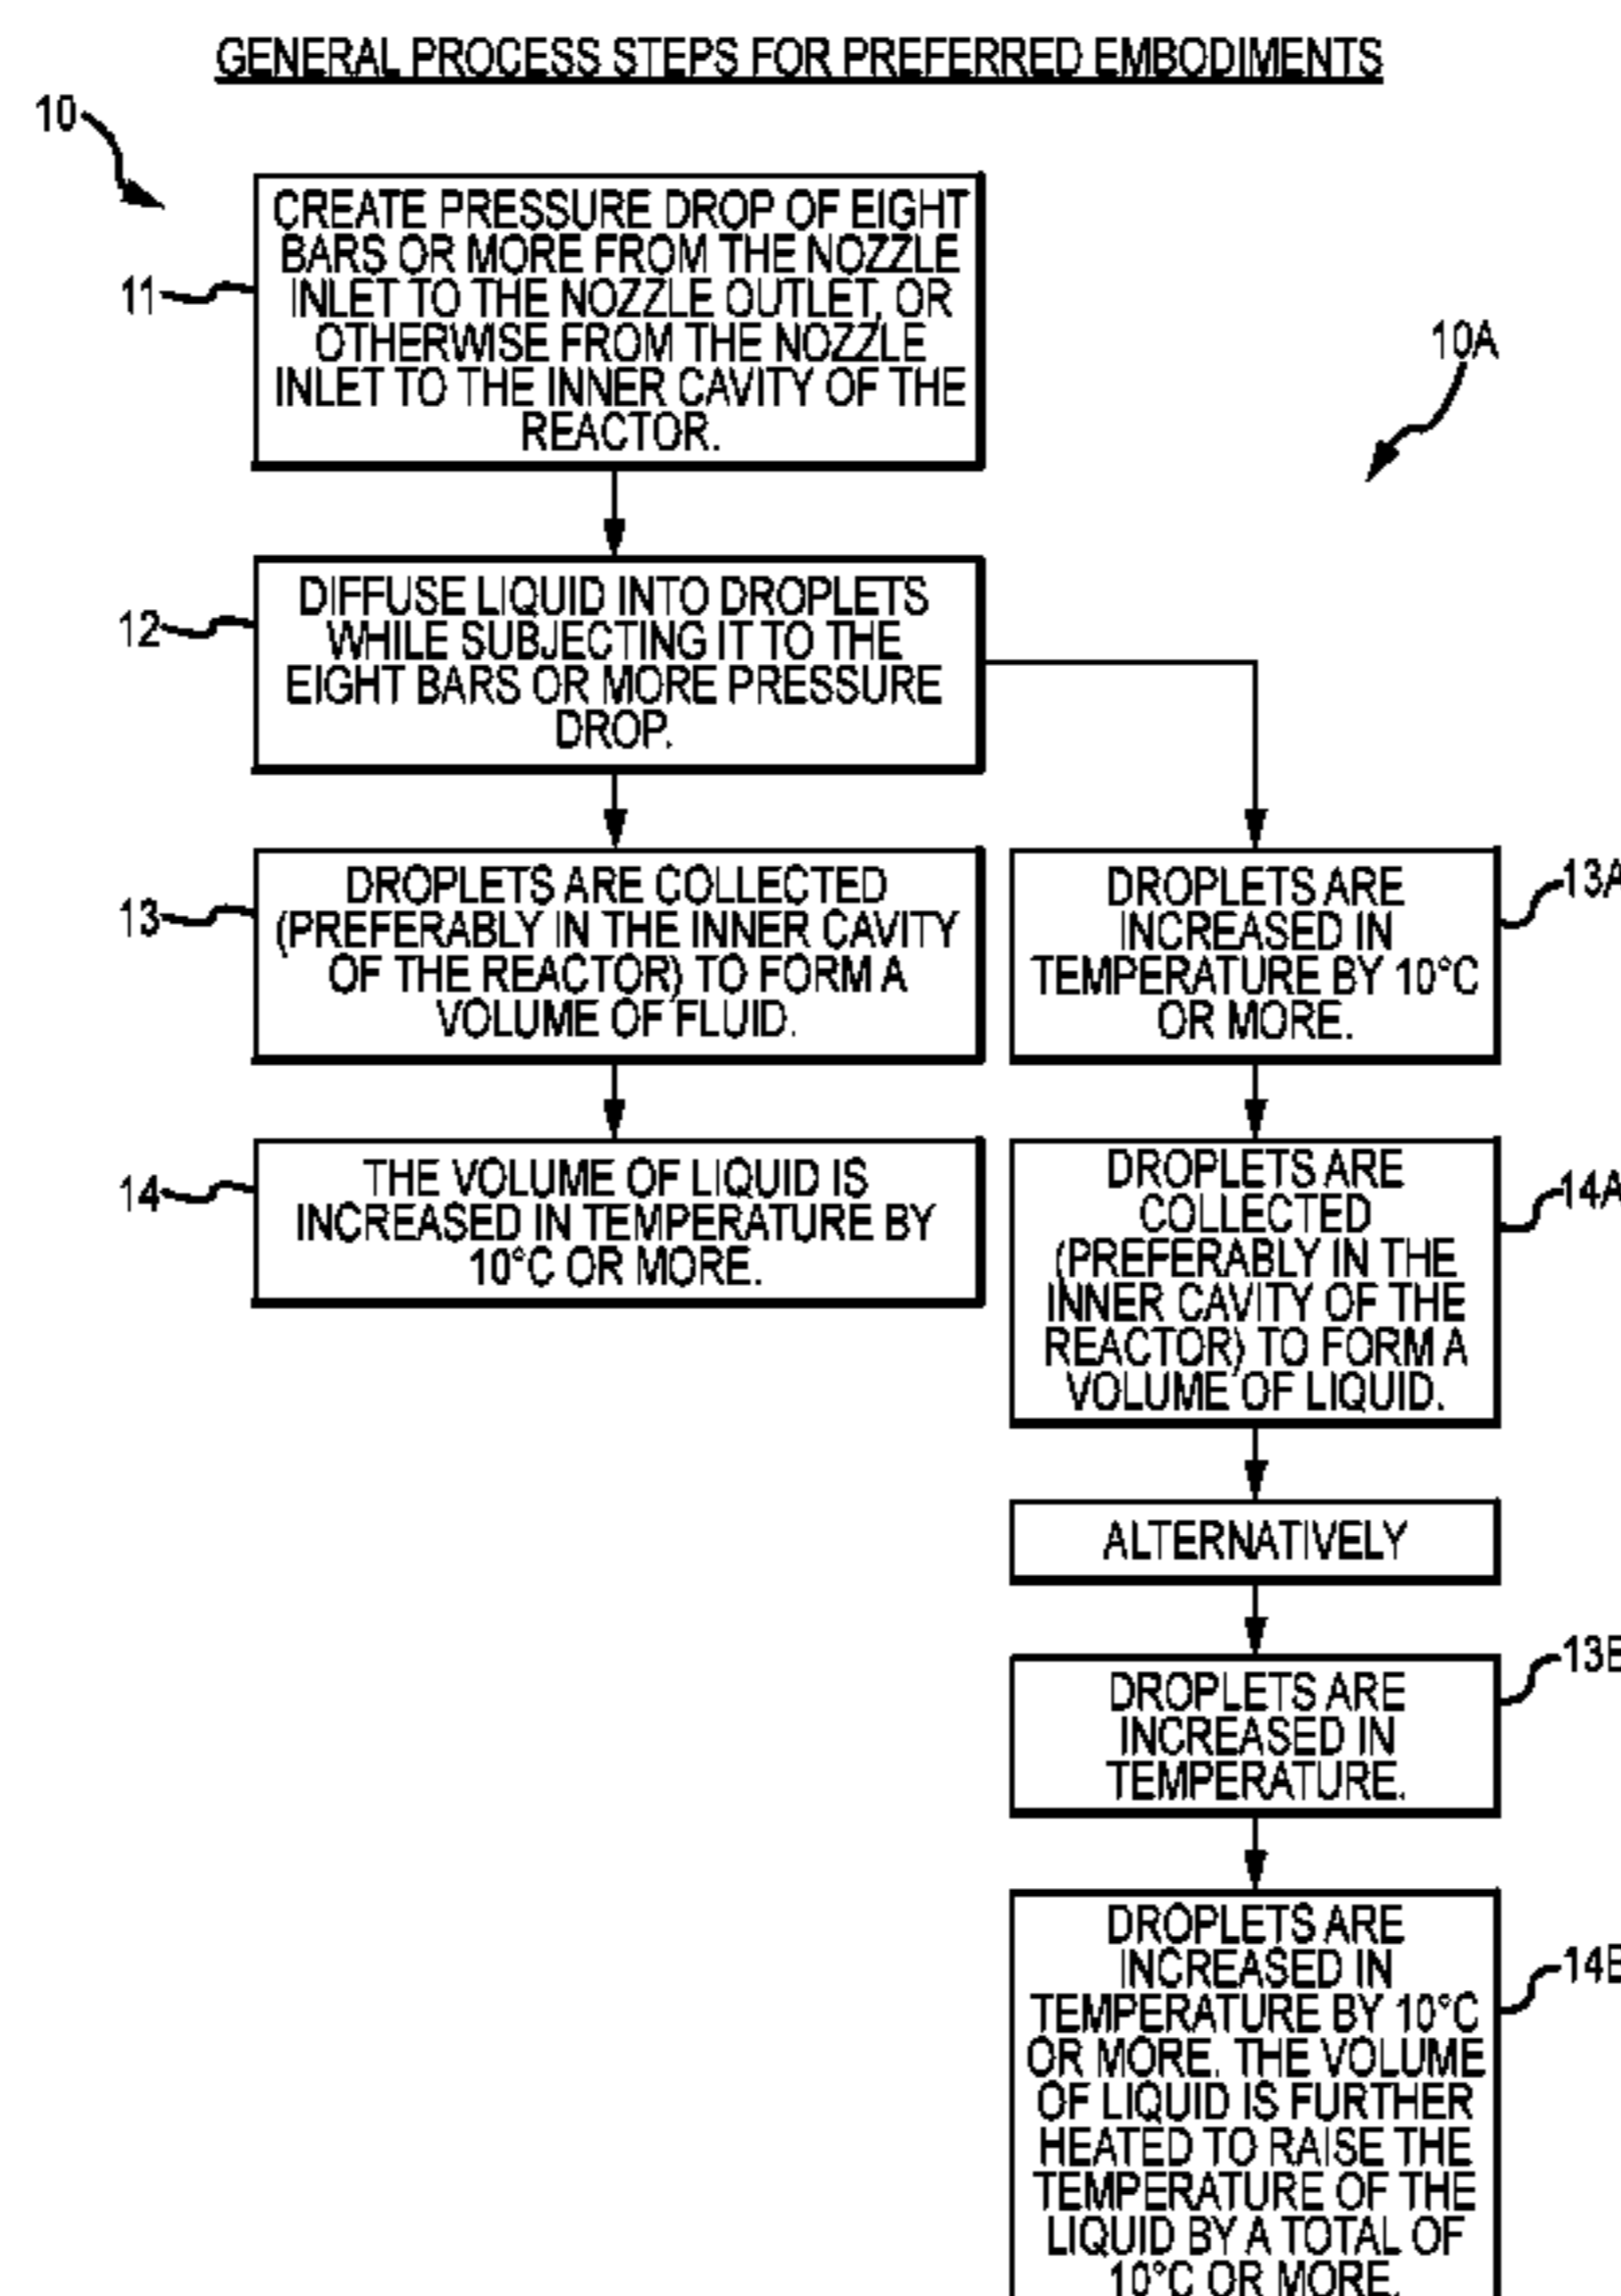 GENERAL PROCESS STEPS FOR PREFERRED EMBODIMENTS
10
CREATE PRESSURE DROP OF EIGHT
BARS OR MORE FROM THE NOZZLE
INLET TO THE NOZZLE OUTLET, OR
OTHERWISE FROM THE NOZZLE
INLET TO THE INNER CAVITY OF THE
REACTOR.
11
10A
DIFFUSE LIQUID INTO DROPLETS
WHILE SUBJECTING IT TO THE
EIGHT BARS OR MORE PRESSURE
DROP.
12
DROPLETS ARE COLLECTED
(PREFERABLY IN THE INNER CAVITY
OF THE REACTOR) TO FORM A
VOLUME OF FLUID.
13
THE VOLUME OF LIQUID IS
INCREASED IN TEMPERATURE BY
10°C OR MORE.
14
DROPLETS ARE
INCREASED IN
TEMPERATURE BY 10°C
OR MORE.
13A
DROPLETS ARE
COLLECTED
(PREFERABLY IN THE
INNER CAVITY OF THE
REACTOR) TO FORM A
VOLUME OF LIQUID.
14A
ALTERNATIVELY
DROPLETS ARE
INCREASED IN
TEMPERATURE.
13B
DROPLETS ARE
INCREASED IN
TEMPERATURE BY 10°C
OR MORE. THE VOLUME
OF LIQUID IS FURTHER
HEATED TO RAISE THE
TEMPERATURE OF THE
LIQUID BY A TOTAL OF
10°C OR MORE.
14B